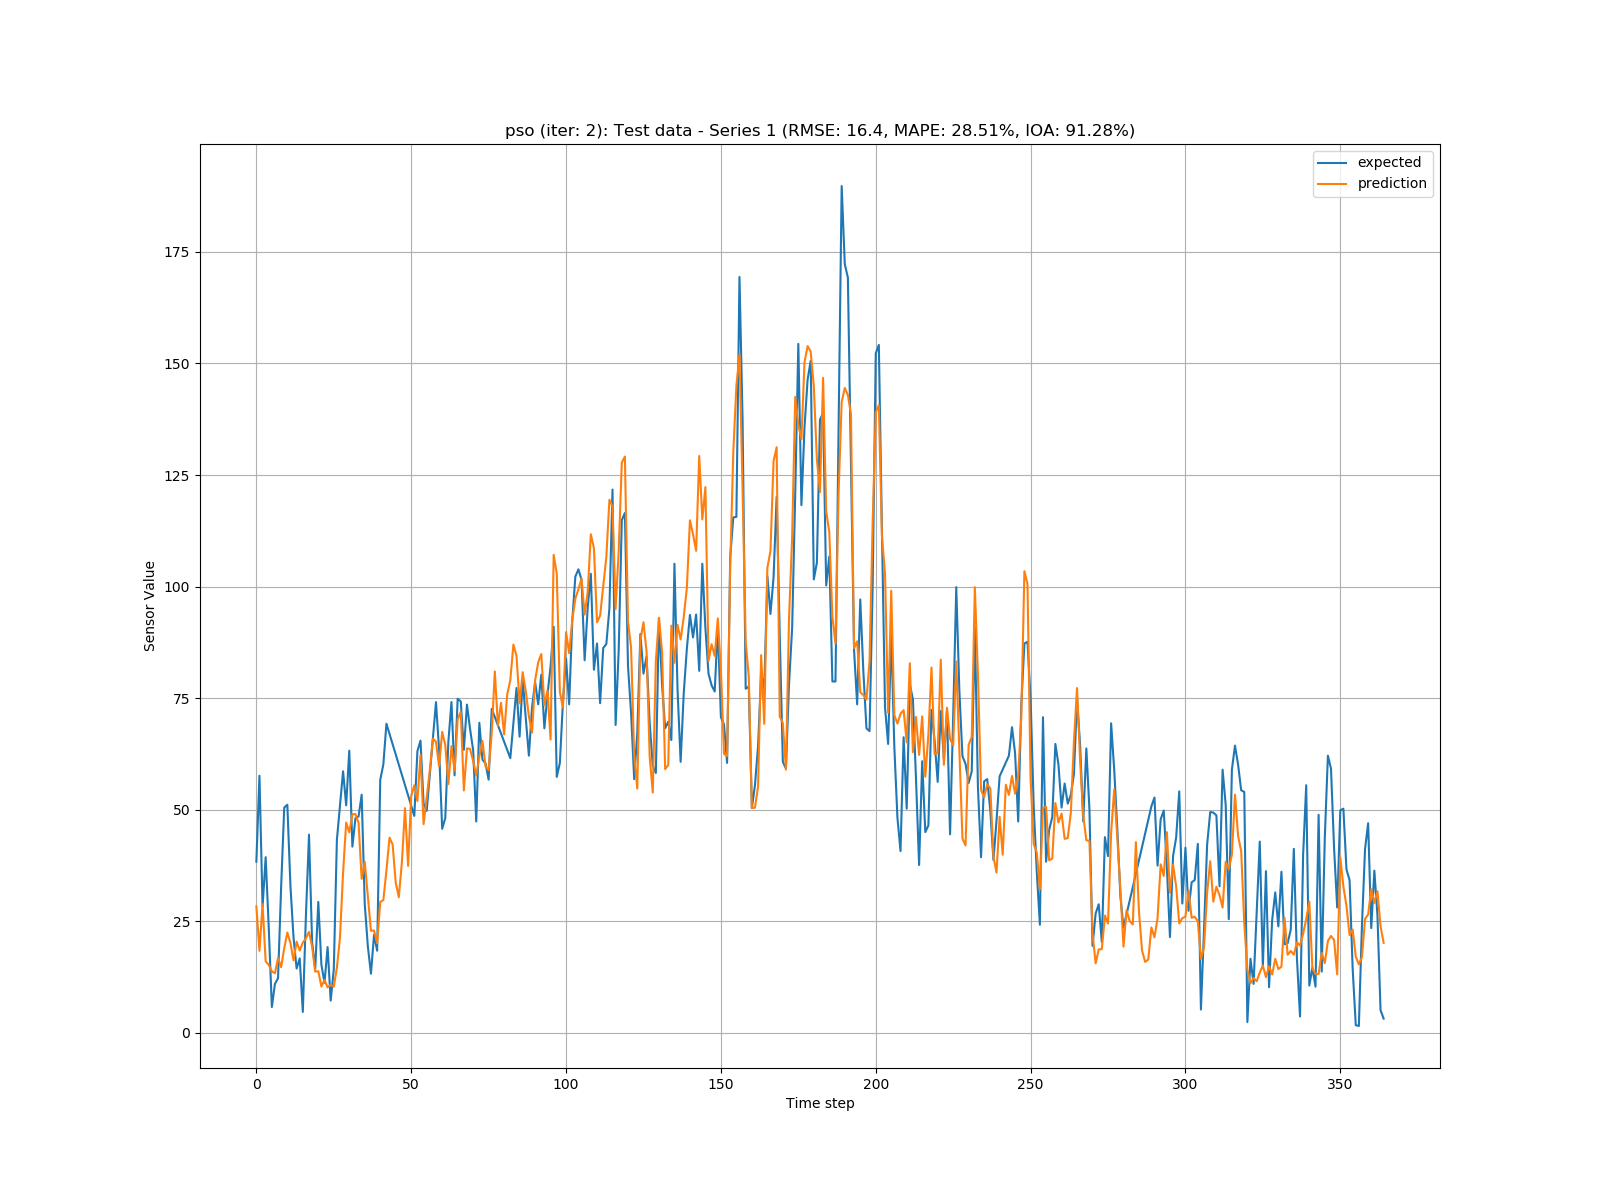 pso (iter: 2): Test data - Series 1 (RMSE: 16.4, MAPE: 28.51%, IOA: 91.28%)
expected
prediction
175
150
125
100
75
50
25
0
Sensor Value
0 50 100 150 200 250 300 350
Time step